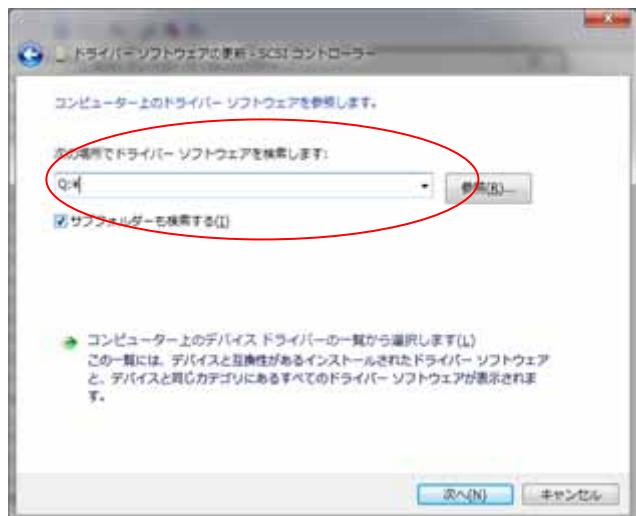 ドライバー ソフトウェアの更新 - SCSI コントローラー
コンピューター上のドライバー ソフトウェアを参照します。
次の場所でドライバー ソフトウェアを検索します:
Q:¥
参照(R)...
サブフォルダーも検索する(I)
コンピューター上のデバイス ドライバーの一覧から選択します(L)
この一覧には、デバイスと互換性があるインストールされたドライバー ソフトウェア
と、デバイスと同じカテゴリにあるすべてのドライバー ソフトウェアが表示されま
す。
次へ(N)
キャンセル